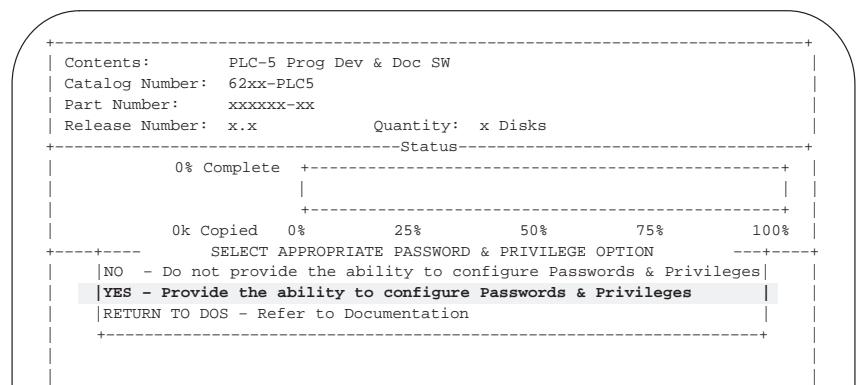 Contents: PLC-5 Prog Dev & Doc SW
Catalog Number: 62xx-PLC5
Part Number: xxxxxx-xx
Release Number: x.x Quantity: x Disks
Status
0% Complete
0k Copied 0% 25% 50% 75% 100%
SELECT APPROPRIATE PASSWORD & PRIVILEGE OPTION
NO - Do not provide the ability to configure Passwords & Privileges
YES - Provide the ability to configure Passwords & Privileges
RETURN TO DOS - Refer to Documentation